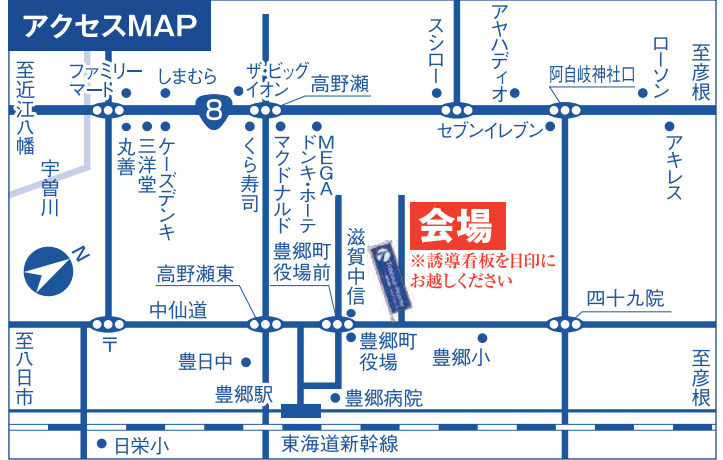 アクセスMAP
至近江八幡
ファミリー
マート
しまむら
ザ・ビッグ
イオン
高野瀬
スシロー
アヤハディオ
阿自岐神社口
ローソン
至彦根
8
宇曽川
丸善
三洋堂
ケーズデンキ
くら寿司
マクドナルド
MEGA
ドン・キホーテ
セブンイレブン
アキレス
N
会場
※誘導看板を目印に
お越しください
滋賀中信
豊郷町
役場前
高野瀬東
中仙道
四十九院
〒
至八日市
豊日中
豊郷町
役場
豊郷小
至彦根
豊郷駅
豊郷病院
日栄小
東海道新幹線